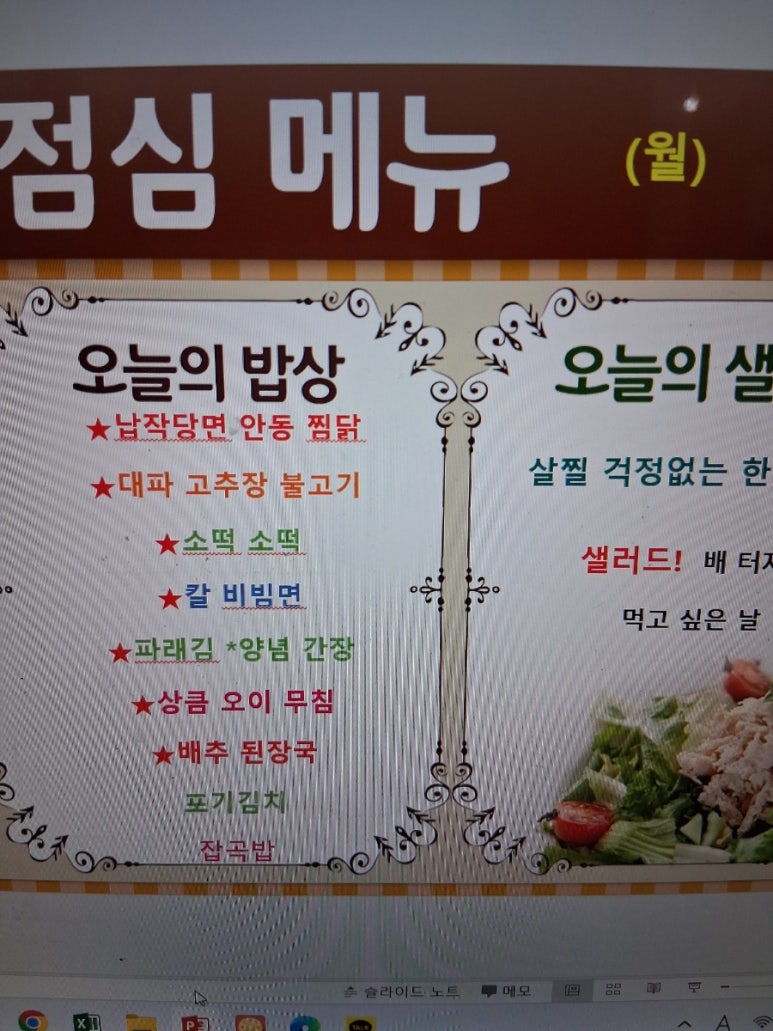 점심 메뉴
(월)
오늘의 밥상
★납작당면 안동 찜닭
★대파 고추장 불고기
★소떡 소떡
★칼 비빔면
★파래김 *양념 간장
★상큼 오이 무침
★배추 된장국
포기김치
잡곡밥
오늘의 샐
살찔 걱정없는 한
샐러드! 배 터지
먹고 싶은 날
슬라이드 노트
메모